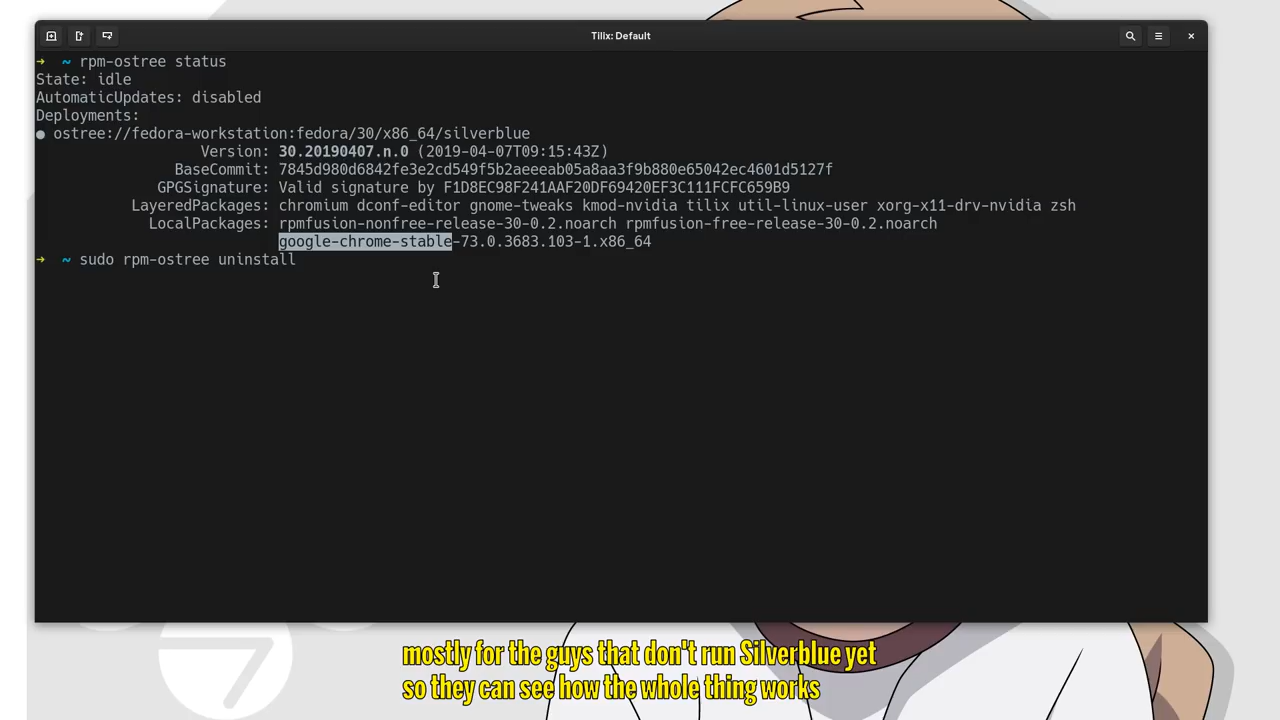 Tilix: Default
➜ ~ rpm-ostree status
State: idle
AutomaticUpdates: disabled
Deployments:
● ostree://fedora-workstation:fedora/30/x86_64/silverblue
Version: 30.20190407.n.0 (2019-04-07T09:15:43Z)
BaseCommit: 7845d980d6842fe3e2cd549f5b2aeeeab05a8aa3f9b880e65042ec4601d5127f
GPGSignature: Valid signature by F1D8EC98F241AAF20DF69420EF3C111FCFC659B9
LayeredPackages: chromium dconf-editor gnome-tweaks kmod-nvidia tilix util-linux-user xorg-x11-drv-nvidia zsh
LocalPackages: rpmfusion-nonfree-release-30-0.2.noarch rpmfusion-free-release-30-0.2.noarch
google-chrome-stable-73.0.3683.103-1.x86_64
➜ ~ sudo rpm-ostree uninstall
mostly for the guys that don't run Silverblue yet
so they can see how the whole thing works